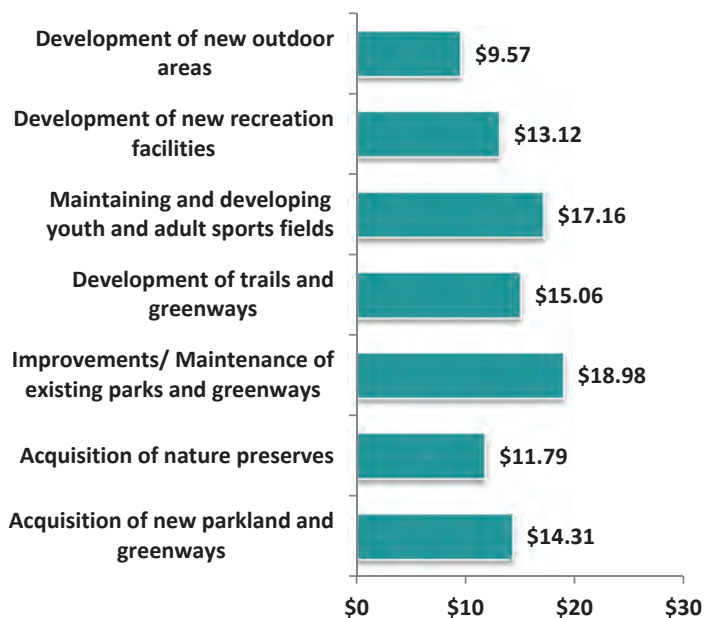 Development of new outdoor
areas
$9.57
Development of new recreation
facilities
$13.12
Maintaining and developing
youth and adult sports fields
$17.16
Development of trails and
greenways
$15.06
Improvements/ Maintenance of
existing parks and greenways
$18.98
Acquisition of nature preserves
$11.79
Acquisition of new parkland and
greenways
$14.31
$0 $10 $20 $30